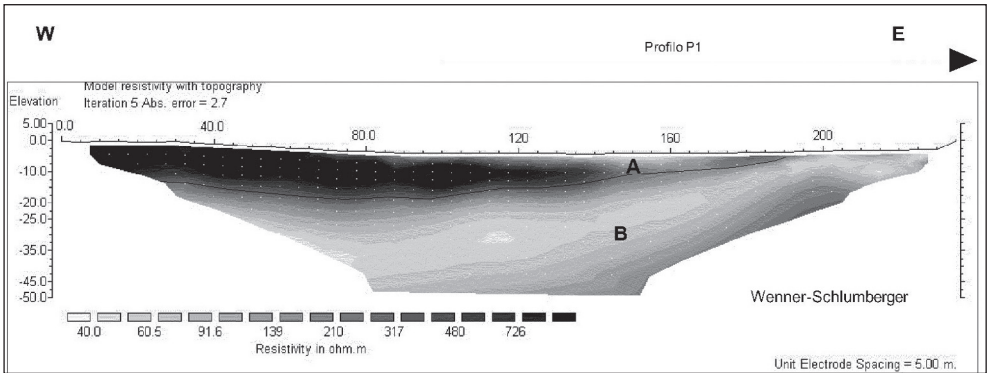 W
E
Profilo P1
Model resistivity with topography
Elevation
Iteration 5 Abs. error = 2.7
5.00
0.0
-10.0
-20.0
-25.0
-35.0
-45.0
-50.0
0.0
40.0
80.0
120
160
200
A
B
Wenner-Schlumberger
40.0 60.5 91.6 139 210 317 480 726
Resistivity in ohm.m
Unit Electrode Spacing = 5.00 m.